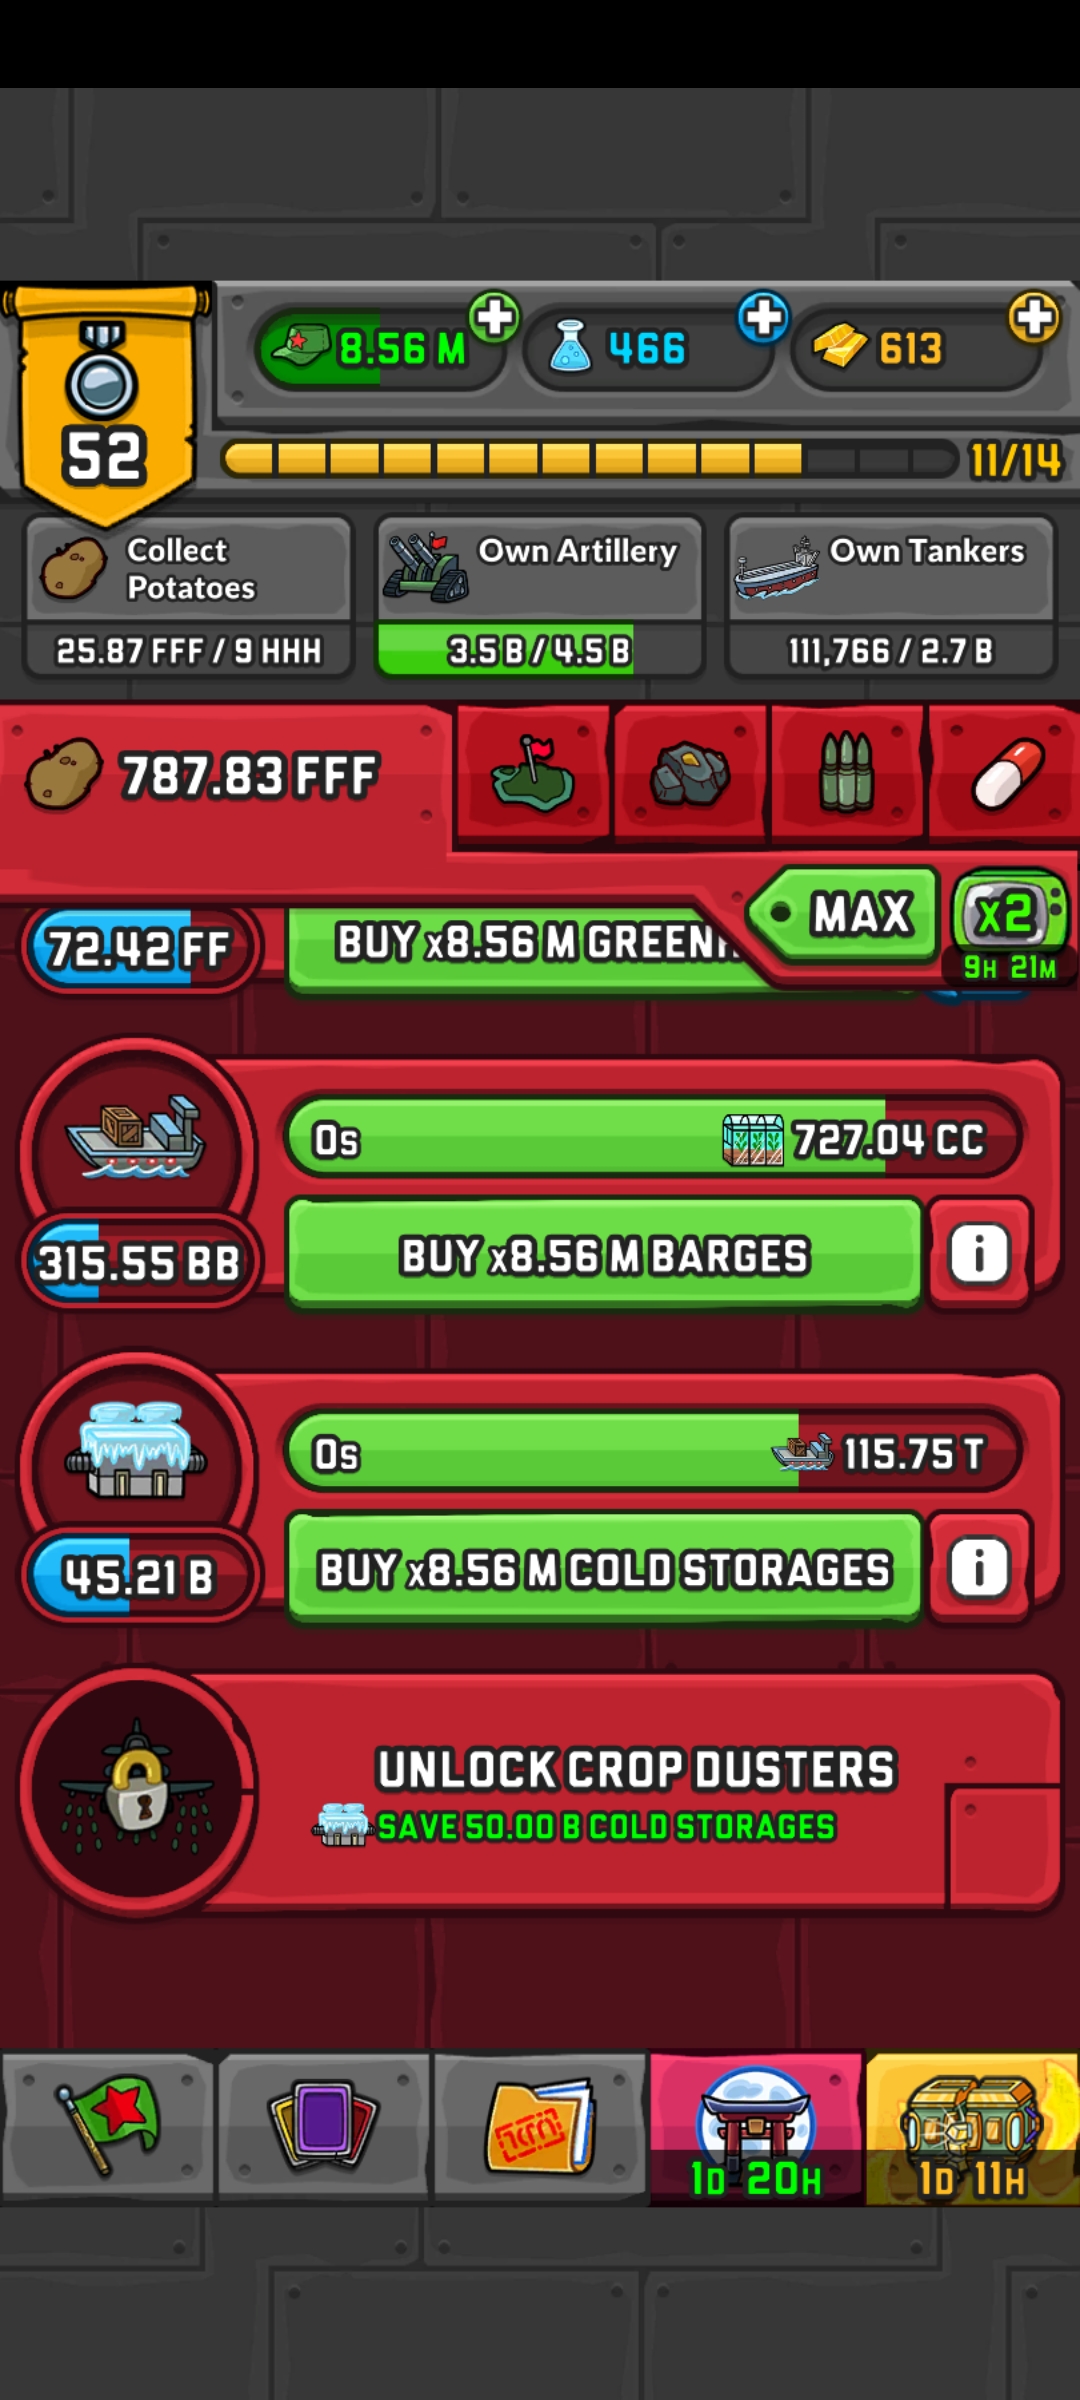 8.56 M
466
613
52
11/14
Collect
Potatoes
25.87 FFF / 9 HHH
Own Artillery
3.5 B / 4.5 B
Own Tankers
111,766 / 2.7 B
787.83 FFF
MAX
x2
9H 21M
72.42 FF
BUY x8.56 M
0s
727.04 CC
315.55 BB
BUY x8.56 M BARGES
i
0s
115.75 T
45.21 B
BUY x8.56 M COLD STORAGES
i
UNLOCK CROP DUSTERS
SAVE 50.00 B COLD STORAGES
1D 20H
1D 11H